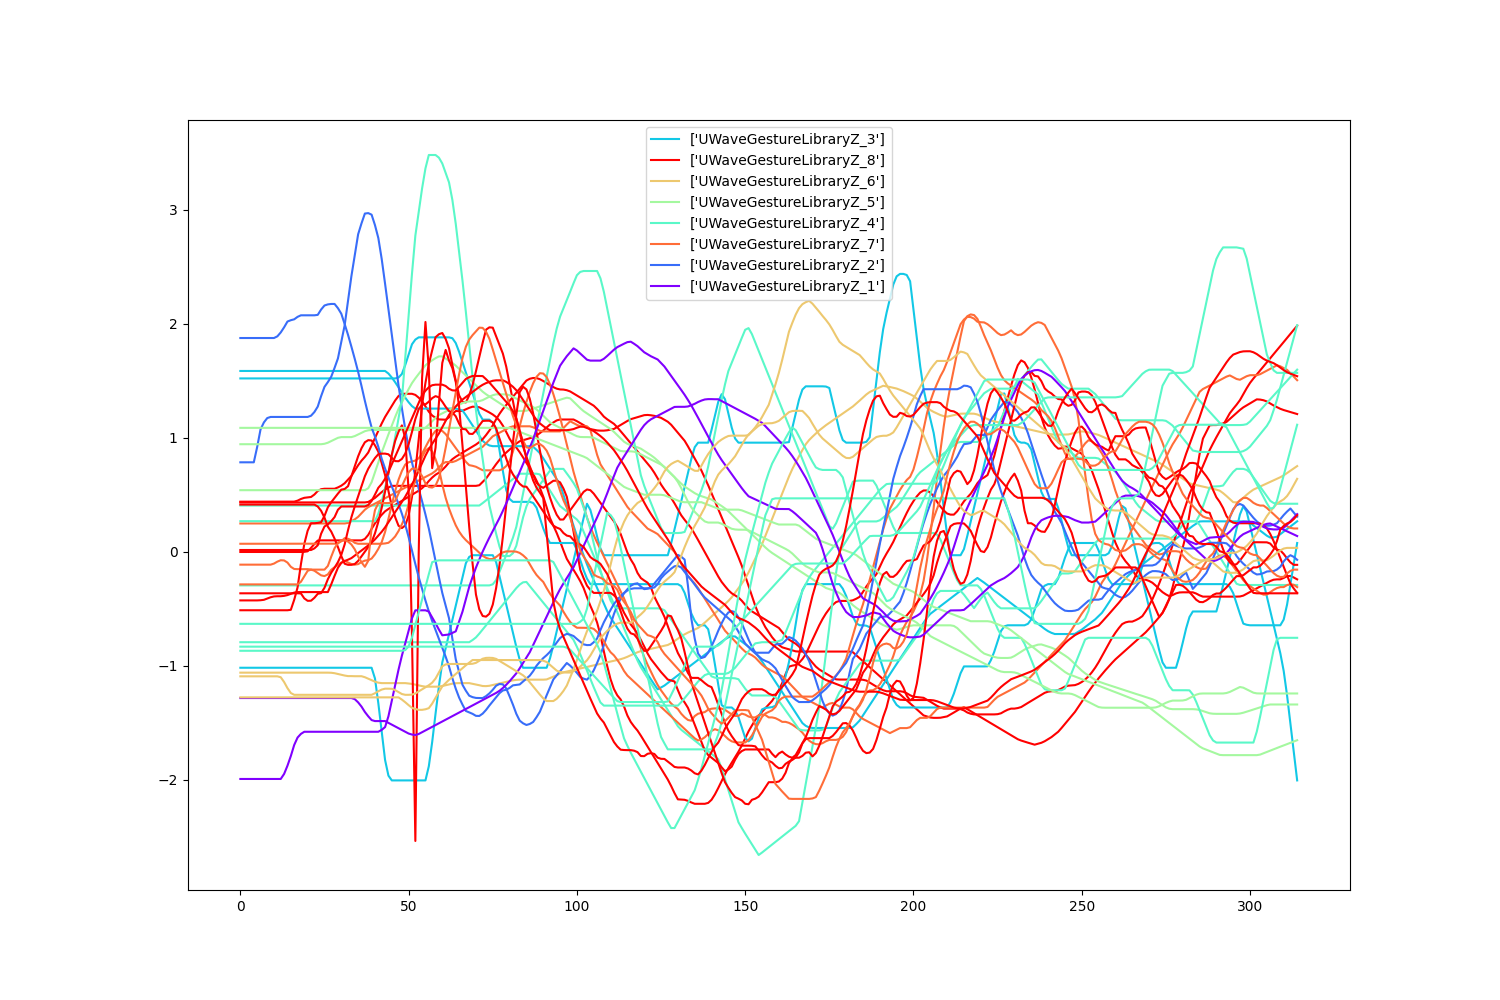 ['UWaveGestureLibraryZ_3']
['UWaveGestureLibraryZ_8']
['UWaveGestureLibraryZ_6']
['UWaveGestureLibraryZ_5']
['UWaveGestureLibraryZ_4']
['UWaveGestureLibraryZ_7']
['UWaveGestureLibraryZ_2']
['UWaveGestureLibraryZ_1']
3
2
1
0
−1
−2
0 50 100 150 200 250 300